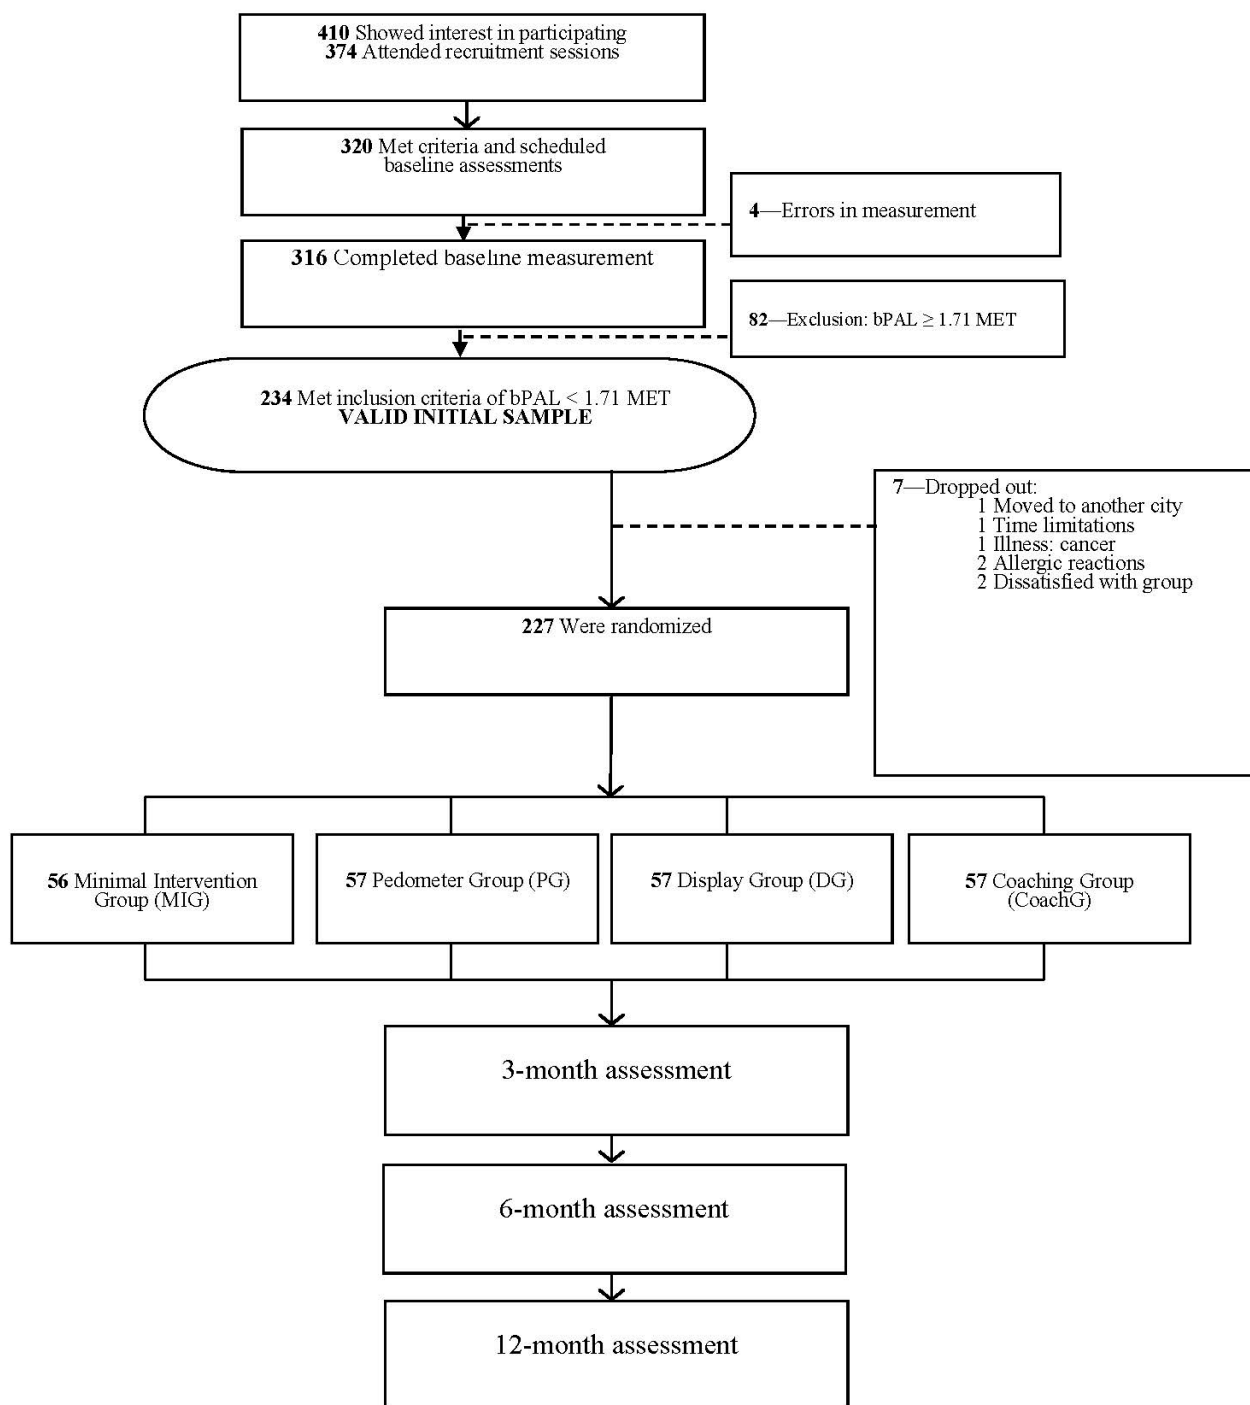 410 Showed interest in participating
374 Attended recruitment sessions
320 Met criteria and scheduled
baseline assessments
4—Errors in measurement
316 Completed baseline measurement
82—Exclusion: bPAL ≥ 1.71 MET
234 Met inclusion criteria of bPAL < 1.71 MET
VALID INITIAL SAMPLE
7—Dropped out:
1 Moved to another city
1 Time limitations
1 Illness: cancer
2 Allergic reactions
2 Dissatisfied with group
227 Were randomized
56 Minimal Intervention
Group (MIG)
57 Pedometer Group (PG)
57 Display Group (DG)
57 Coaching Group
(CoachG)
3-month assessment
6-month assessment
12-month assessment